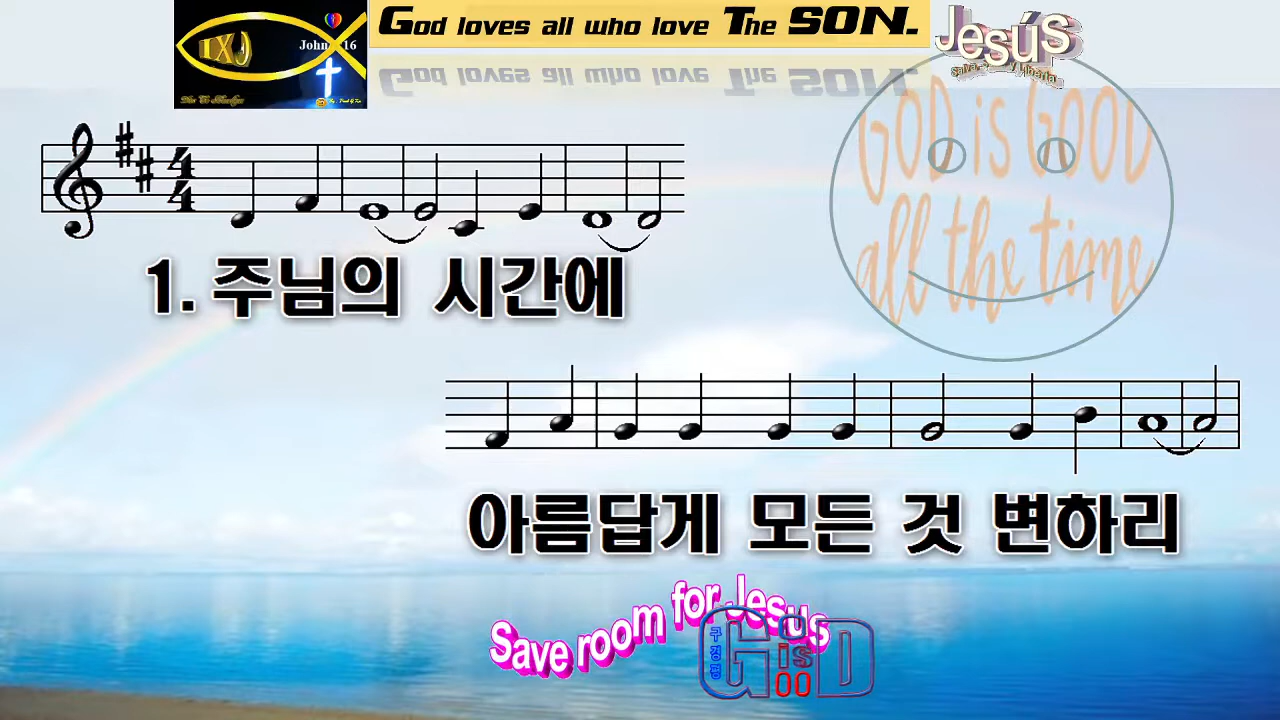 God loves all who love The SON.
IXJ
John 16
Jesús
Salva y Liberta
GOD is GOOD
all the time
1. 주님의 시간에
아름답게 모든 것 변하리
Save room for Jesus
GOD is